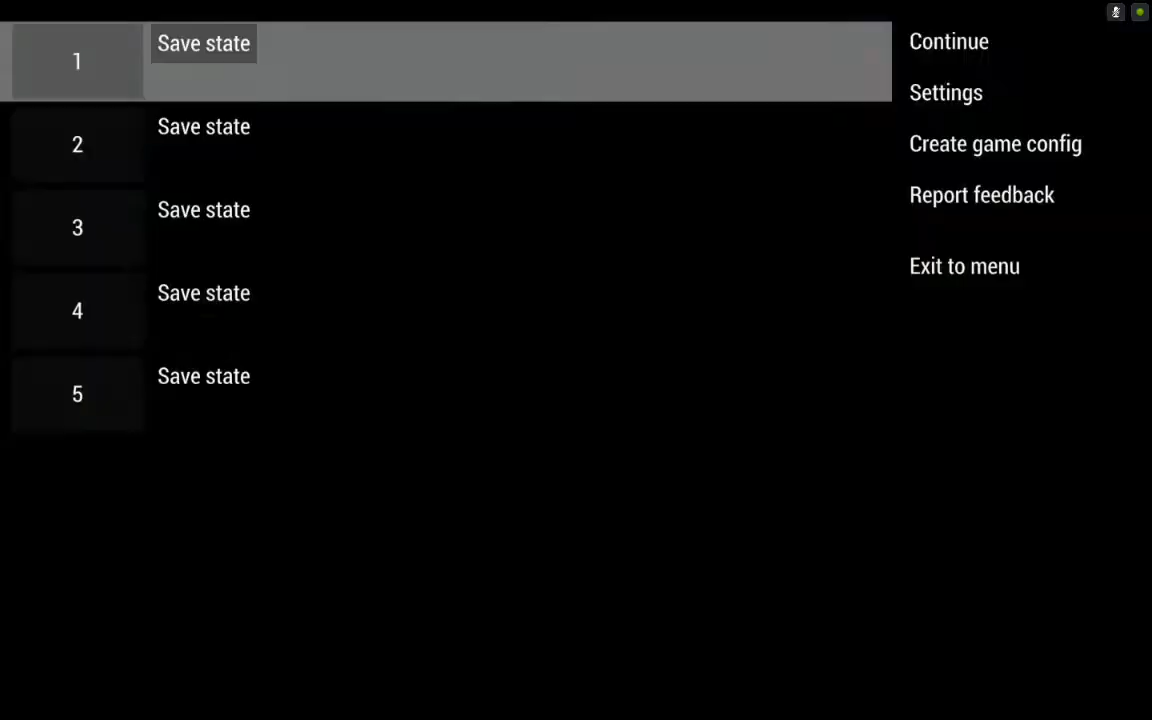 1
Save state
2
Save state
3
Save state
4
Save state
5
Save state
Continue
Settings
Create game config
Report feedback
Exit to menu